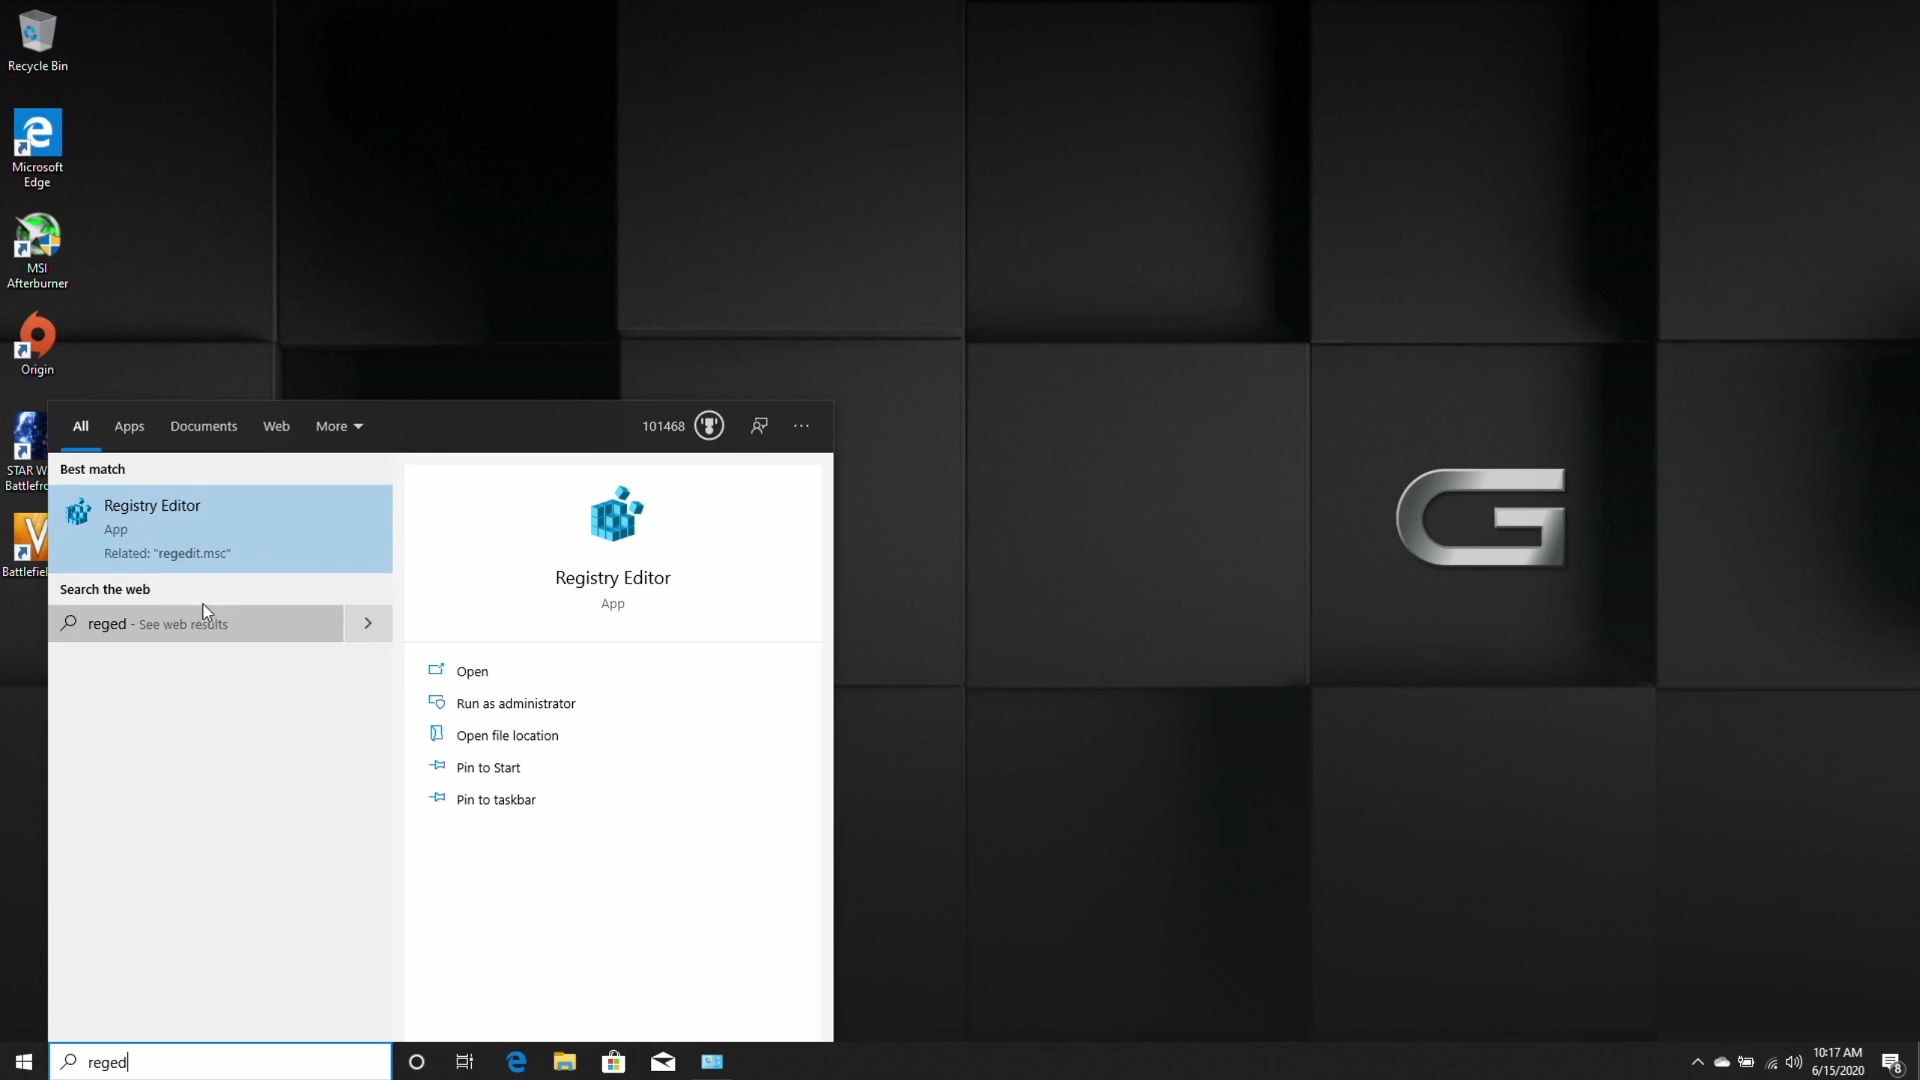 Recycle Bin
Microsoft
Edge
MSI
Afterburner
Origin
STAR W
Battlefro
Battlefiel
All
Apps
Documents
Web
More
101468
Best match
Registry Editor
App
Related: "regedit.msc"
Search the web
reged - See web results
Registry Editor
App
Open
Run as administrator
Open file location
Pin to Start
Pin to taskbar
G
reged
10:17 AM
6/15/2020
8